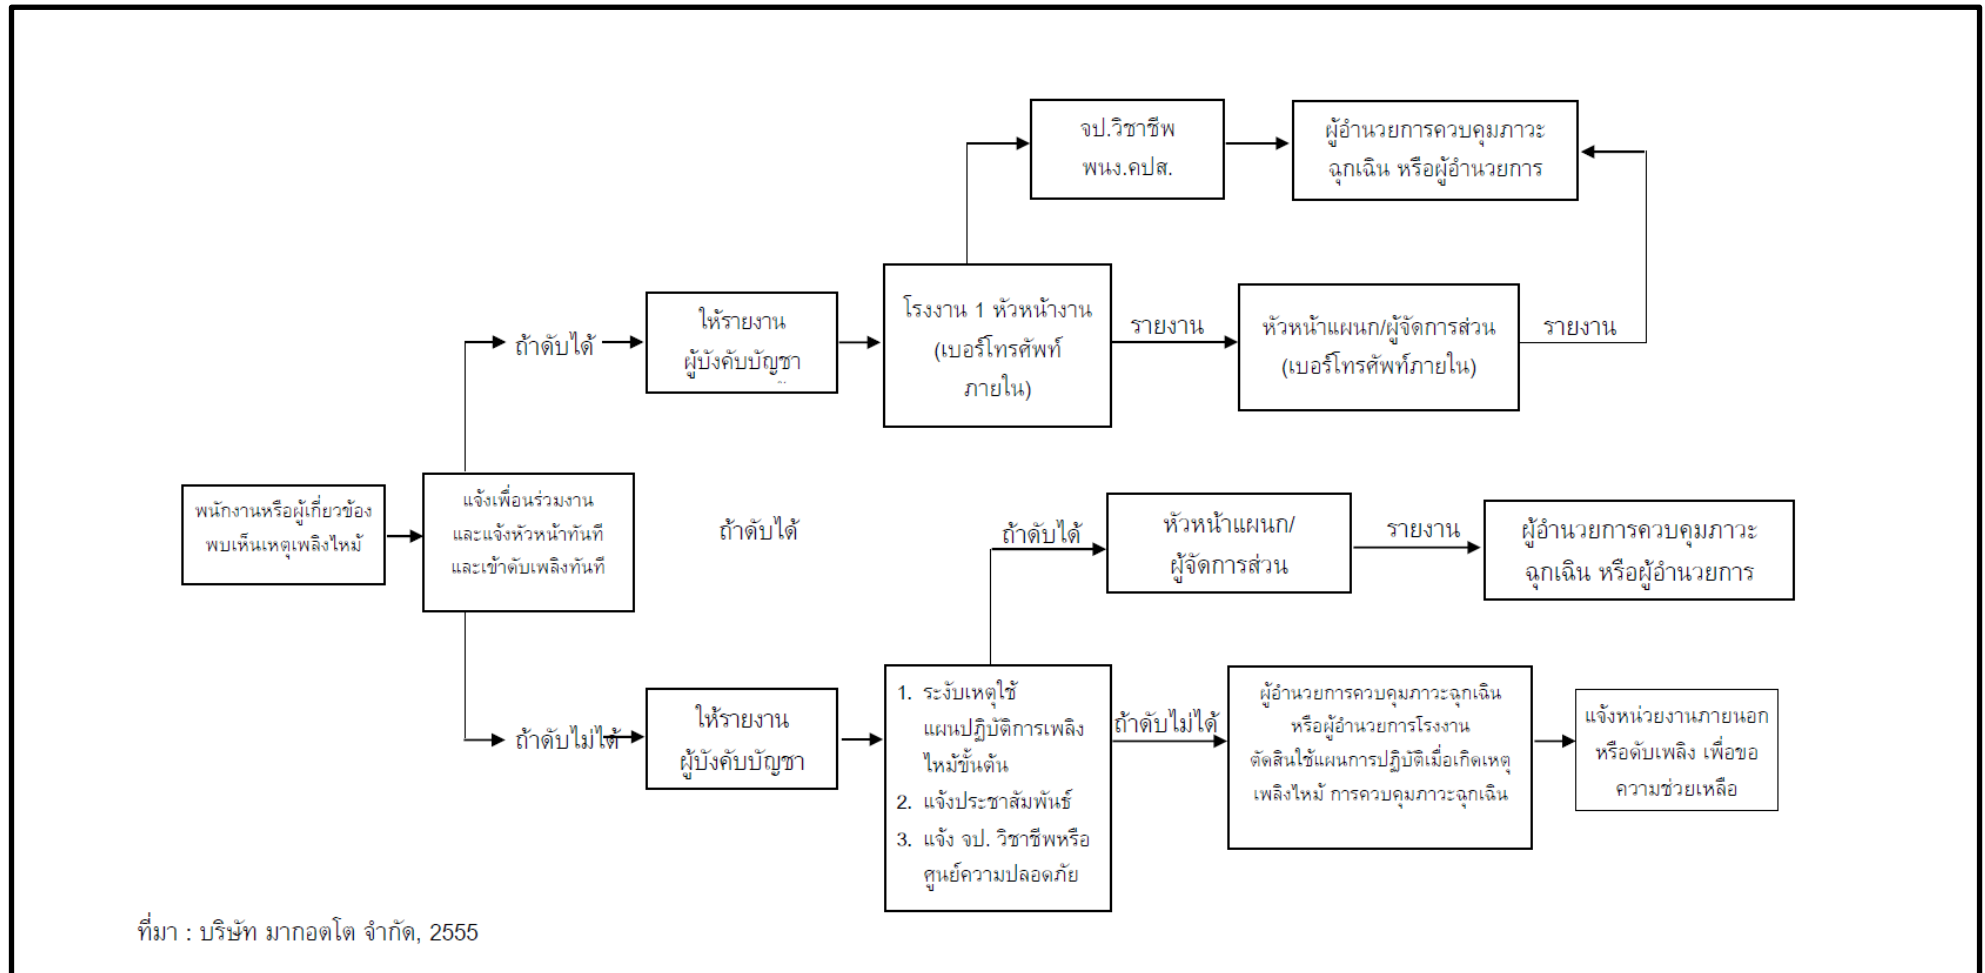 จป.วิชาชีพ
พนง.คปส.
ผู้อำนวยการควบคุมภาวะ
ฉุกเฉิน หรือผู้อำนวยการ
ถ้าดับได้
ให้รายงาน
ผู้บังคับบัญชา
โรงงาน 1 หัวหน้างาน
(เบอร์โทรศัพท์
ภายใน)
รายงาน
หัวหน้าแผนก/ผู้จัดการส่วน
(เบอร์โทรศัพท์ภายใน)
รายงาน
พนักงานหรือผู้เกี่ยวข้อง
พบเห็นเหตุเพลิงไหม้
แจ้งเพื่อนร่วมงาน
และแจ้งหัวหน้าทันที
และเข้าดับเพลิงทันที
ถ้าดับได้
ถ้าดับได้
หัวหน้าแผนก/
ผู้จัดการส่วน
รายงาน
ผู้อำนวยการควบคุมภาวะ
ฉุกเฉิน หรือผู้อำนวยการ
ถ้าดับไม่ได้
ให้รายงาน
ผู้บังคับบัญชา
1. ระงับเหตุใช้
แผนปฏิบัติการเพลิง
ไหม้ขั้นต้น
2. แจ้งประชาสัมพันธ์
3. แจ้ง จป. วิชาชีพหรือ
ศูนย์ความปลอดภัย
ถ้าดับไม่ได้
ผู้อำนวยการควบคุมภาวะฉุกเฉิน
หรือผู้อำนวยการโรงงาน
ตัดสินใช้แผนการปฏิบัติเมื่อเกิดเหตุ
เพลิงไหม้ การควบคุมภาวะฉุกเฉิน
แจ้งหน่วยงานภายนอก
หรือดับเพลิง เพื่อขอ
ความช่วยเหลือ
ที่มา : บริษัท มากอตโต จำกัด, 2555